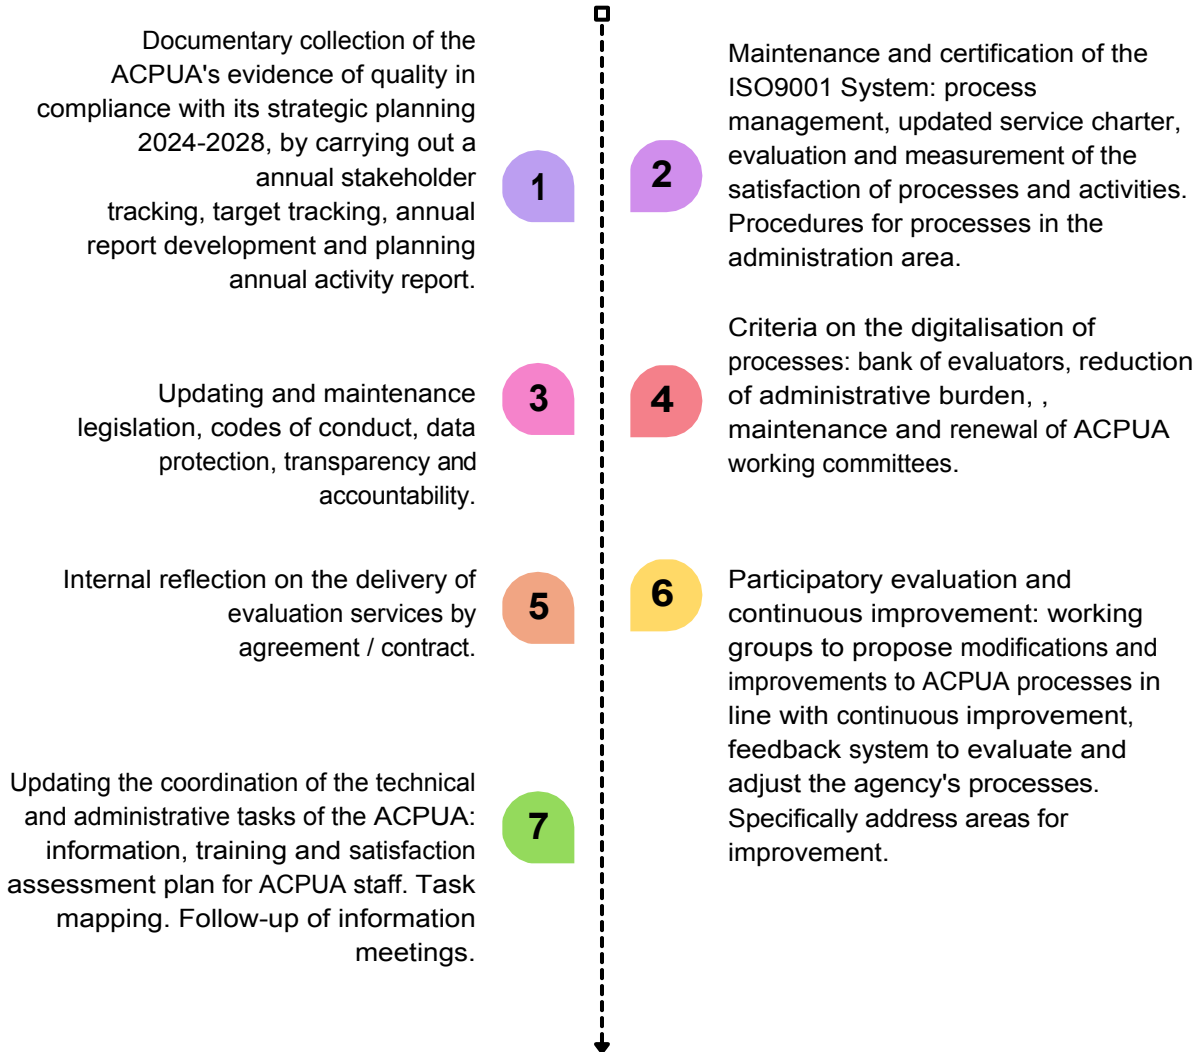 Documentary collection of the
ACPUA's evidence of quality in
compliance with its strategic planning
2024-2028, by carrying out a
annual stakeholder
tracking, target tracking, annual
report development and planning
annual activity report.
1
2
Maintenance and certification of the
ISO9001 System: process
management, updated service charter,
evaluation and measurement of the
satisfaction of processes and activities.
Procedures for processes in the
administration area.
Updating and maintenance
legislation, codes of conduct, data
protection, transparency and
accountability.
3
4
Criteria on the digitalisation of
processes: bank of evaluators, reduction
of administrative burden, ,
maintenance and renewal of ACPUA
working committees.
Internal reflection on the delivery of
evaluation services by
agreement / contract.
5
6
Participatory evaluation and
continuous improvement: working
groups to propose modifications and
improvements to ACPUA processes in
line with continuous improvement,
feedback system to evaluate and
adjust the agency's processes.
Specifically address areas for
improvement.
Updating the coordination of the technical
and administrative tasks of the ACPUA:
information, training and satisfaction
assessment plan for ACPUA staff. Task
mapping. Follow-up of information
meetings.
7